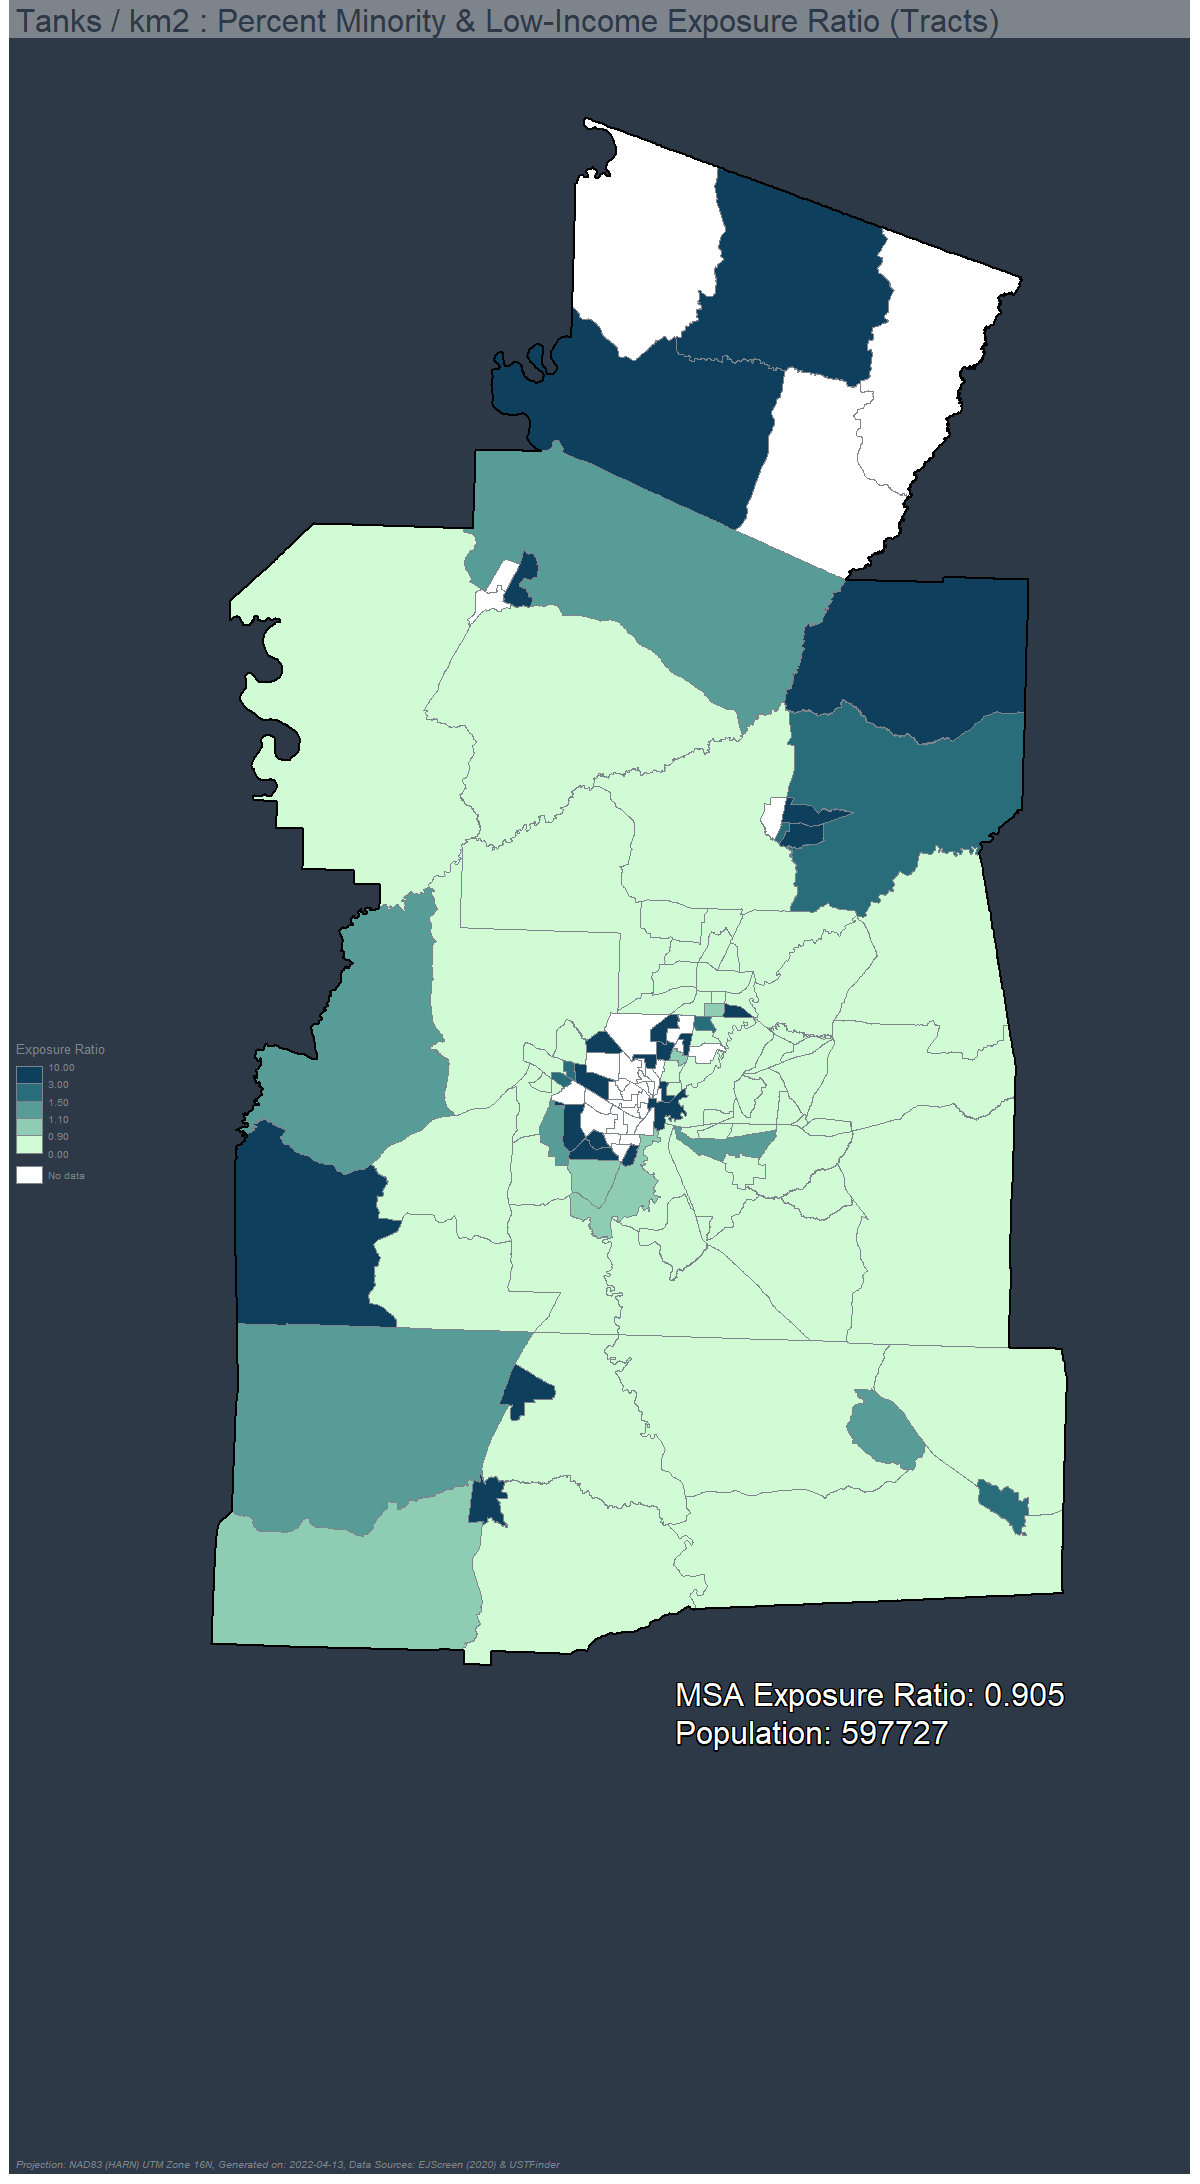 Tanks / km2 : Percent Minority & Low-Income Exposure Ratio (Tracts)
Exposure Ratio
10.00
3.00
1.50
1.10
0.90
0.00
No data
MSA Exposure Ratio: 0.905
Population: 597727
Projection: NAD83 (HARN) UTM Zone 16N, Generated on: 2022-04-13, Data Sources: EJScreen (2020) & USTFinder